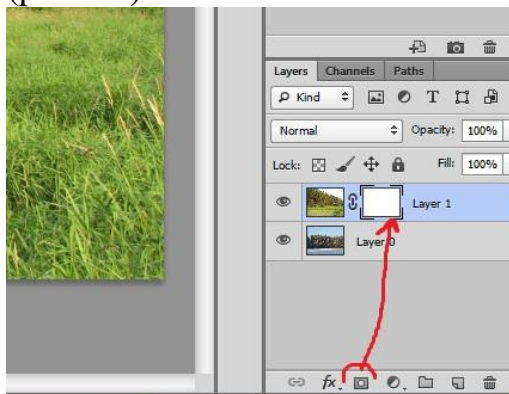 Layers Channels Paths
Kind T
Normal Opacity: 100%
Lock: Fill: 100%
Layer 1
Layer 0
fx.